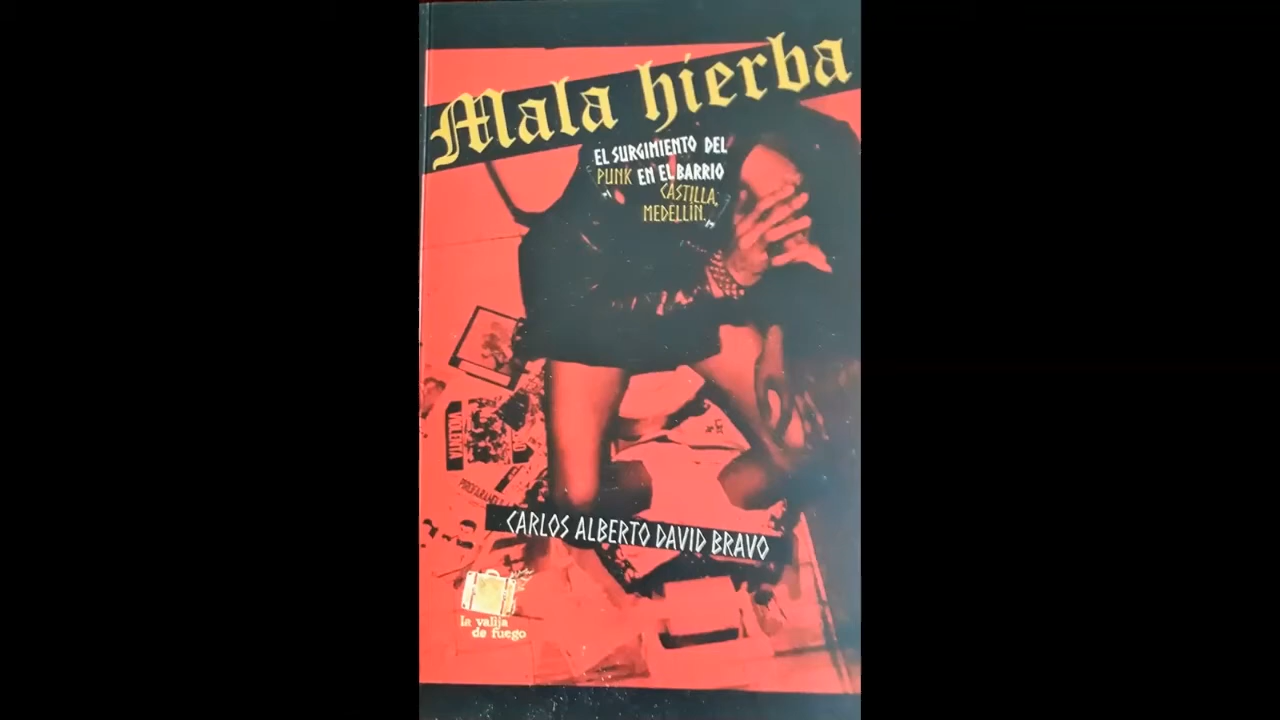 Mala hierba
EL SURGIMIENTO DEL
PUNK EN EL BARRIO
CASTILLA,
MEDELLÍN.
VIOLENTA
CARLOS ALBERTO DAVID BRAVO
la valija
de fuego